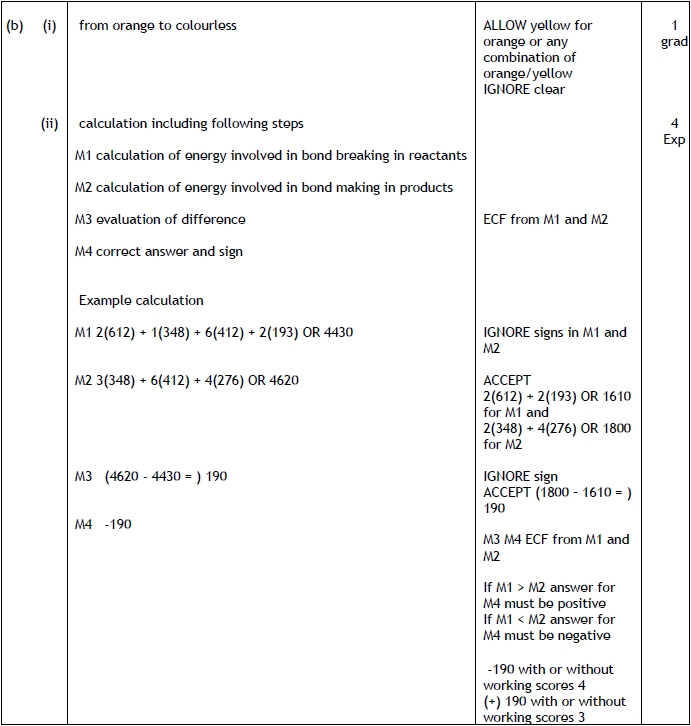 (b) (i) from orange to colourless ALLOW yellow for 1
orange or any grad
combination of
orange/yellow
IGNORE clear
(ii) calculation including following steps 4
Exp
M1 calculation of energy involved in bond breaking in reactants
M2 calculation of energy involved in bond making in products
M3 evaluation of difference ECF from M1 and M2
M4 correct answer and sign
Example calculation
M1 2(612) + 1(348) + 6(412) + 2(193) OR 4430 IGNORE signs in M1 and
M2
M2 3(348) + 6(412) + 4(276) OR 4620 ACCEPT
2(612) + 2(193) OR 1610
for M1 and
2(348) + 4(276) OR 1800
for M2
M3 (4620 - 4430 = ) 190 IGNORE sign
ACCEPT (1800 - 1610 = )
190
M4 -190
M3 M4 ECF from M1 and
M2
If M1 > M2 answer for
M4 must be positive
If M1 < M2 answer for
M4 must be negative
-190 with or without
working scores 4
(+) 190 with or without
working scores 3